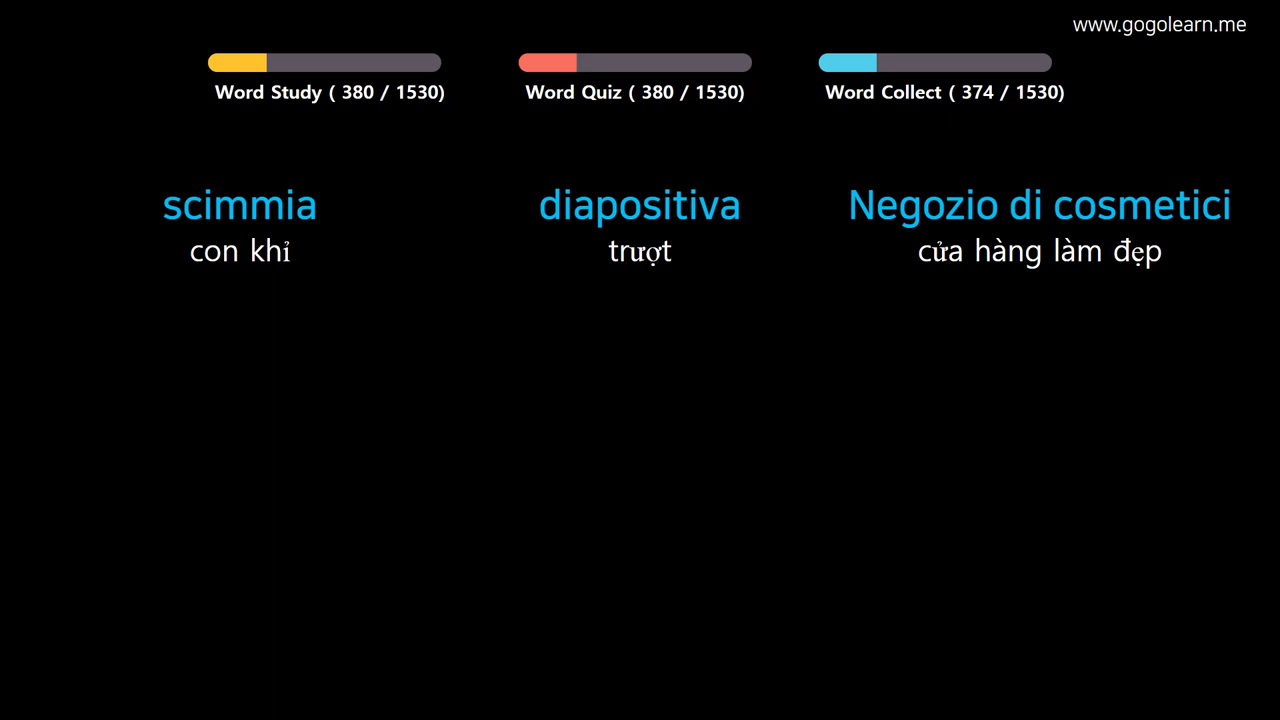 www.gogolearn.me
Word Study ( 380 / 1530)
Word Quiz ( 380 / 1530)
Word Collect ( 374 / 1530)
scimmia
con khỉ
diapositiva
trượt
Negozio di cosmetici
cửa hàng làm đẹp